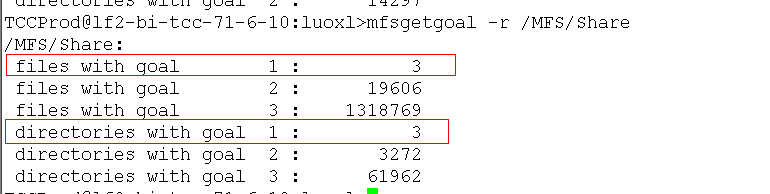 directories with goal 2 : 14297
TCCProd@lf2-bi-tcc-71-6-10:luoxl>mfsgetgoal -r /MFS/Share
/MFS/Share:
files with goal 1 : 3
files with goal 2 : 19606
files with goal 3 : 1318769
directories with goal 1 : 3
directories with goal 2 : 3272
directories with goal 3 : 61962
TCCProd@lf2-bi-tcc-71-6-10:luoxl>